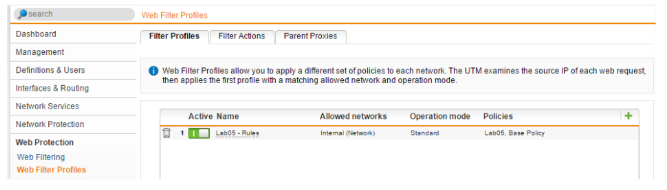 search
Web Filter Profiles
Dashboard
Management
Definitions & Users
Interfaces & Routing
Network Services
Network Protection
Web Protection
Web Filtering
Web Filter Profiles
Filter Profiles Filter Actions Parent Proxies
Web Filter Profiles allow you to apply a different set of policies to each network. The UTM examines the source IP of each web request,
then applies the first profile with a matching allowed network and operation mode.
Active Name Allowed networks Operation mode Policies
1 Lab05 - Rules Internal (Network) Standard Lab05, Base Policy